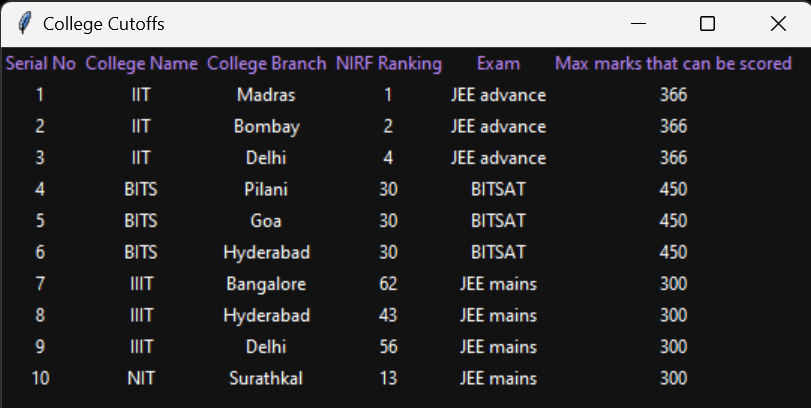 College Cutoffs
Serial No College Name College Branch NIRF Ranking Exam Max marks that can be scored
1 IIT Madras 1 JEE advance 366
2 IIT Bombay 2 JEE advance 366
3 IIT Delhi 4 JEE advance 366
4 BITS Pilani 30 BITSAT 450
5 BITS Goa 30 BITSAT 450
6 BITS Hyderabad 30 BITSAT 450
7 IIIT Bangalore 62 JEE mains 300
8 IIIT Hyderabad 43 JEE mains 300
9 IIIT Delhi 56 JEE mains 300
10 NIT Surathkal 13 JEE mains 300